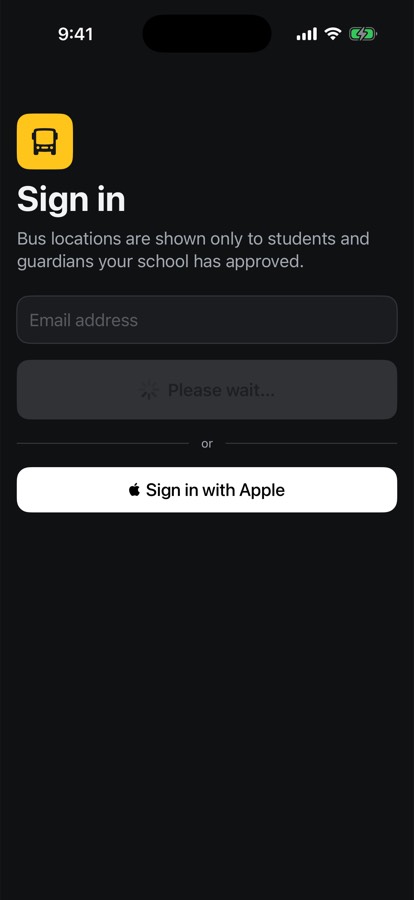 9:41
Sign in
Bus locations are shown only to students and
guardians your school has approved.
Email address
Please wait...
or
Sign in with Apple